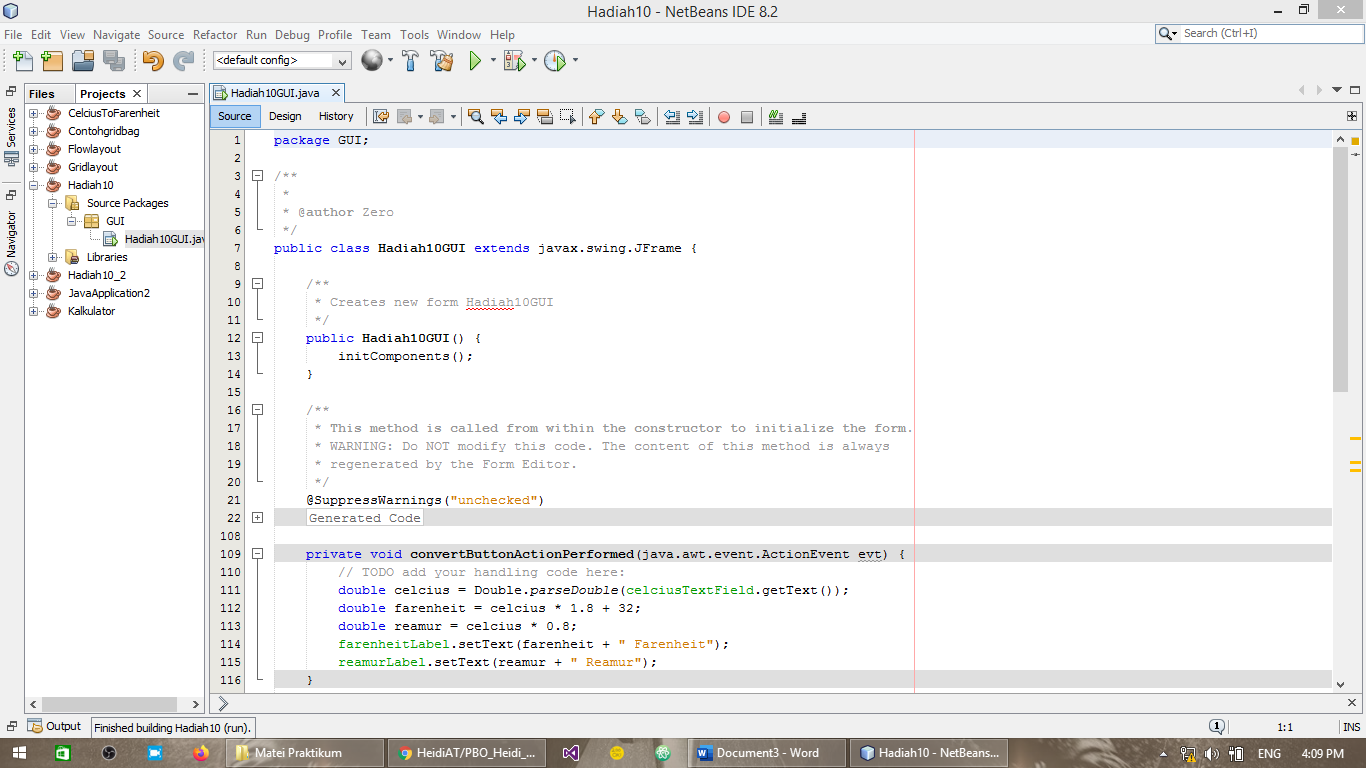 Hadiah10 - NetBeans IDE 8.2
File Edit View Navigate Source Refactor Run Debug Profile Team Tools Window Help
Search (Ctrl+I)
<default config>
Services
Navigator
Files Projects
CelciusToFarenheit
Contohgridbag
Flowlayout
Gridlayout
Hadiah10
Source Packages
GUI
Hadiah10GUI.jav
Libraries
Hadiah10_2
JavaApplication2
Kalkulator
Hadiah10GUI.java
Source Design History
1 package GUI;
2
3 /**
4 *
5 * @author Zero
6 */
7 public class Hadiah10GUI extends javax.swing.JFrame {
8
9 /**
10 * Creates new form Hadiah10GUI
11 */
12 public Hadiah10GUI() {
13 initComponents();
14 }
15
16 /**
17 * This method is called from within the constructor to initialize the form.
18 * WARNING: Do NOT modify this code. The content of this method is always
19 * regenerated by the Form Editor.
20 */
21 @SuppressWarnings("unchecked")
22 Generated Code
108
109 private void convertButtonActionPerformed(java.awt.event.ActionEvent evt) {
110 // TODO add your handling code here:
111 double celcius = Double.parseDouble(celciusTextField.getText());
112 double farenheit = celcius * 1.8 + 32;
113 double reamur = celcius * 0.8;
114 farenheitLabel.setText(farenheit + " Farenheit");
115 reamurLabel.setText(reamur + " Reamur");
116 }
Output
Finished building Hadiah10 (run).
1
1:1
INS
Matei Praktikum
HeidiAT/PBO_Heidi_...
Document3 - Word
Hadiah10 - NetBeans...
ENG
4:09 PM